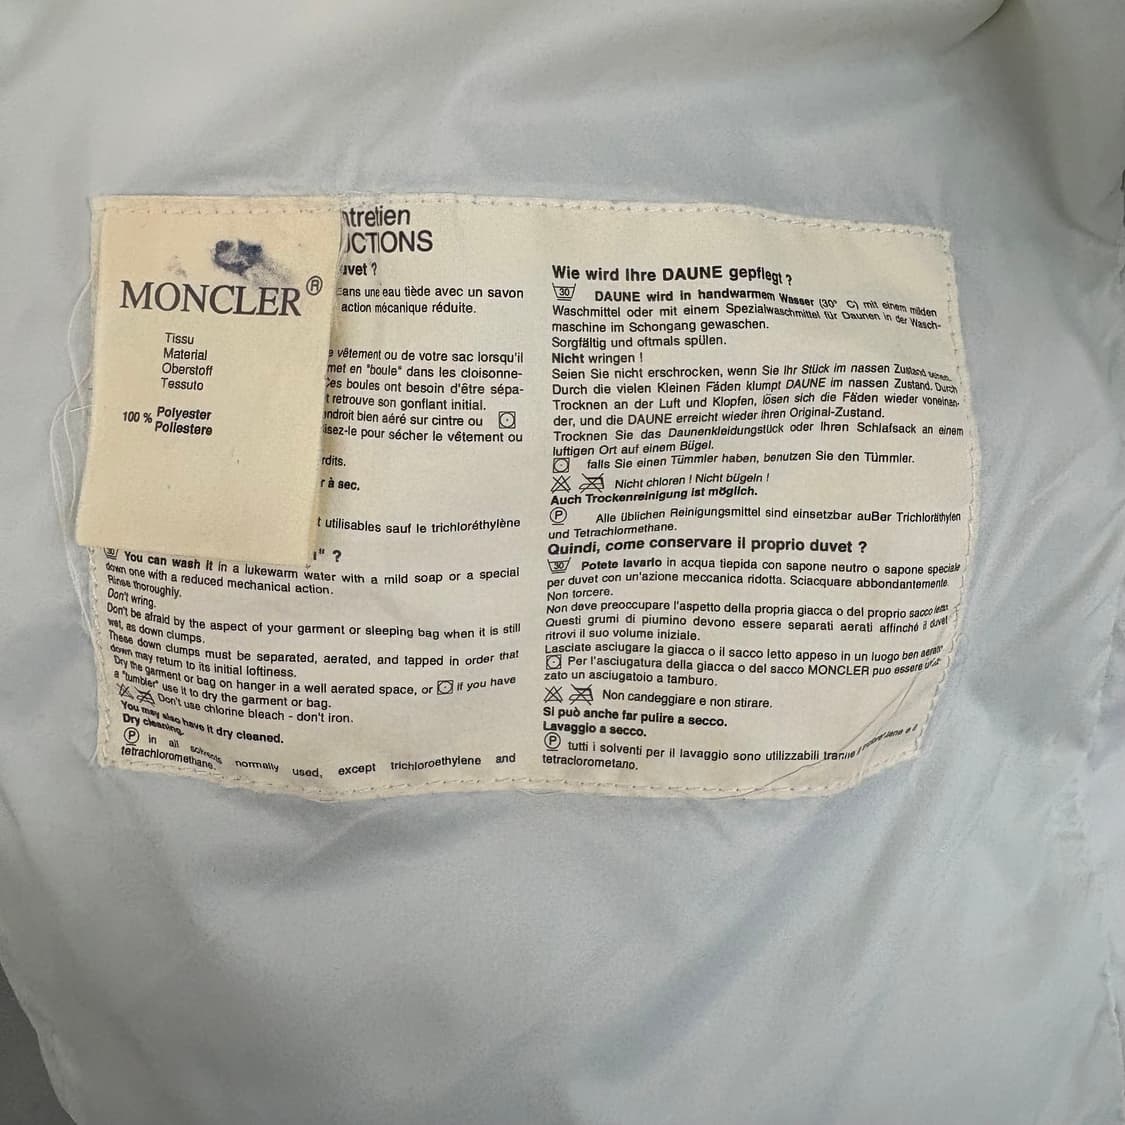 MONCLER®
Tissu
Material
Oberstoff
Tessuto
100 % Polyester
Poliestere
ntretien
UCTIONS
uvet ?
ans une eau tiède avec un savon
action mécanique réduite.
vêtement ou de votre sac lorsqu'il
met en "boule" dans les cloisonne-
Ces boules ont besoin d'être sépa-
t retrouve son gonflant initial.
endroit bien aéré sur cintre ou
isez-le pour sécher le vêtement ou
rdits.
r à sec.
t utilisables sauf le trichloréthylène
" ?
30 You can wash it in a lukewarm water with a mild soap or a special
down one with a reduced mechanical action.
Rinse thoroughly.
Don't wring.
Don't be afraid by the aspect of your garment or sleeping bag when it is still
wet, as down clumps.
These down clumps must be separated, aerated, and tapped in order that
down may return to its initial loftiness.
Dry the garment or bag on hanger in a well aerated space, or if you have
a "tumbler" use it to dry the garment or bag.
Don't use chlorine bleach - don't iron.
You may also have it dry cleaned.
Dry cleaning.
P in all solvents normally used, except trichloroethylene and
tetrachloromethane.
Wie wird Ihre DAUNE gepflegt ?
30 DAUNE wird in handwarmem Wasser (30° C) mit einem milden
Waschmittel oder mit einem Spezialwaschmittel für Daunen in der Wasch-
maschine im Schongang gewaschen.
Sorgfältig und oftmals spülen.
Nicht wringen !
Seien Sie nicht erschrocken, wenn Sie Ihr Stück im nassen Zustand sehen.
Durch die vielen Kleinen Fäden klumpt DAUNE im nassen Zustand. Durch
Trocknen an der Luft und Klopfen, lösen sich die Fäden wieder voneinan-
der, und die DAUNE erreicht wieder ihren Original-Zustand.
Trocknen Sie das Daunenkleidungstück oder Ihren Schlafsack an einem
luftigen Ort auf einem Bügel.
falls Sie einen Tümmler haben, benutzen Sie den Tümmler.
Nicht chloren ! Nicht bügeln !
Auch Trockenreinigung ist möglich.
P Alle üblichen Reinigungsmittel sind einsetzbar auBer Trichloräthylen
und Tetrachlormethane.
Quindi, come conservare il proprio duvet ?
30 Potete lavarlo in acqua tiepida con sapone neutro o sapone speciale
per duvet con un'azione meccanica ridotta. Sciacquare abbondantemente.
Non torcere.
Non deve preoccupare l'aspetto della propria giacca o del proprio sacco letto.
Questi grumi di piumino devono essere separati aerati affinché il duvet
ritrovi il suo volume iniziale.
Lasciate asciugare la giacca o il sacco letto appeso in un luogo ben aerato
Per l'asciugatura della giacca o del sacco MONCLER puo essere utiliz-
zato un asciugatoio a tamburo.
Non candeggiare e non stirare.
Si può anche far pulire a secco.
Lavaggio a secco.
P tutti i solventi per il lavaggio sono utilizzabili tranne il
tetraclorometano.